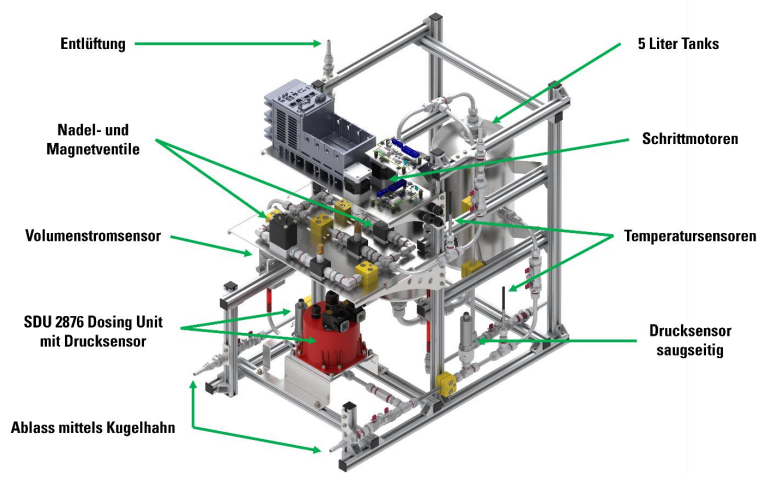 Entlüftung
5 Liter Tanks
Nadel- und
Magnetventile
Schrittmotoren
Volumenstromsensor
Temperatursensoren
SDU 2876 Dosing Unit
mit Drucksensor
Drucksensor
saugseitig
Ablass mittels Kugelhahn